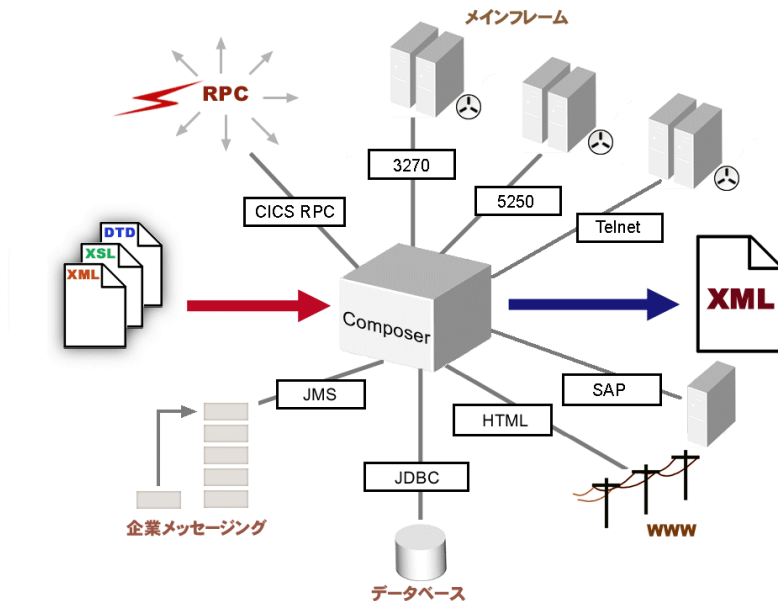 メインフレーム
RPC
3270
5250
CICS RPC
Telnet
DTD
XSL
XML
Composer
XML
JMS
SAP
HTML
JDBC
企業メッセージング
WWW
データベース